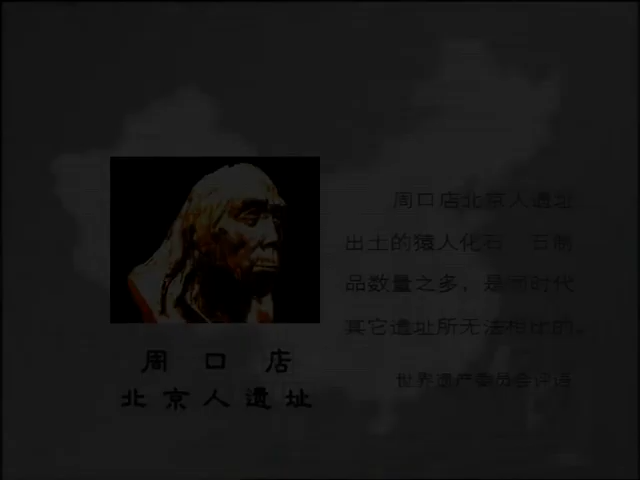 周口店北京人遗址
出土的猿人化石 石制
品数量之多，是同时代
其它遗址所无法相比的。
世界遗产委员会评语
周口店
北京人遗址